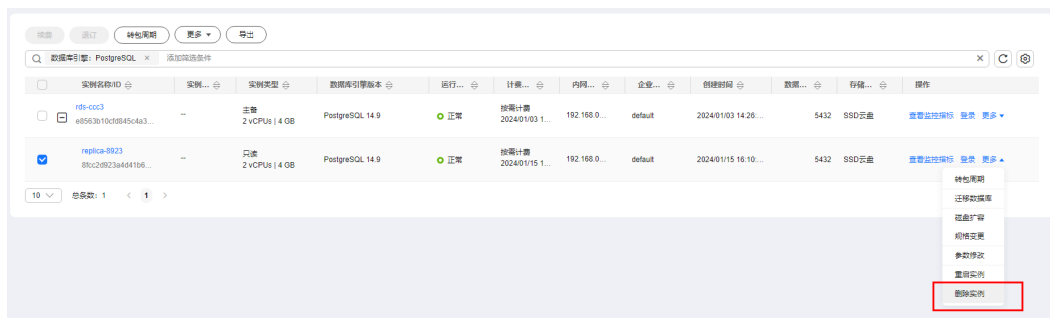 续费 退订 转包周期 更多 导出
数据库引擎: PostgreSQL × 添加筛选条件
实例名称/ID 实例... 实例类型 数据库引擎版本 运行... 计费... 内网... 企业... 创建时间 数据... 存储... 操作
rds-ccc3 -- 主备 PostgreSQL 14.9 正常 按需计费 192.168.0... default 2024/01/03 14:26:... 5432 SSD云盘 查看监控指标 登录 更多
e8563b10cfd845c4a3... 2 vCPUs | 4 GB 2024/01/03 1...
replica-8923 -- 只读 PostgreSQL 14.9 正常 按需计费 192.168.0... default 2024/01/15 16:10:... 5432 SSD云盘 查看监控指标 登录 更多
8fcc2d923a4d41b6... 2 vCPUs | 4 GB 2024/01/15 1...
10 总条数: 1 < 1 >
转包周期
迁移数据库
磁盘扩容
规格变更
参数修改
重启实例
删除实例